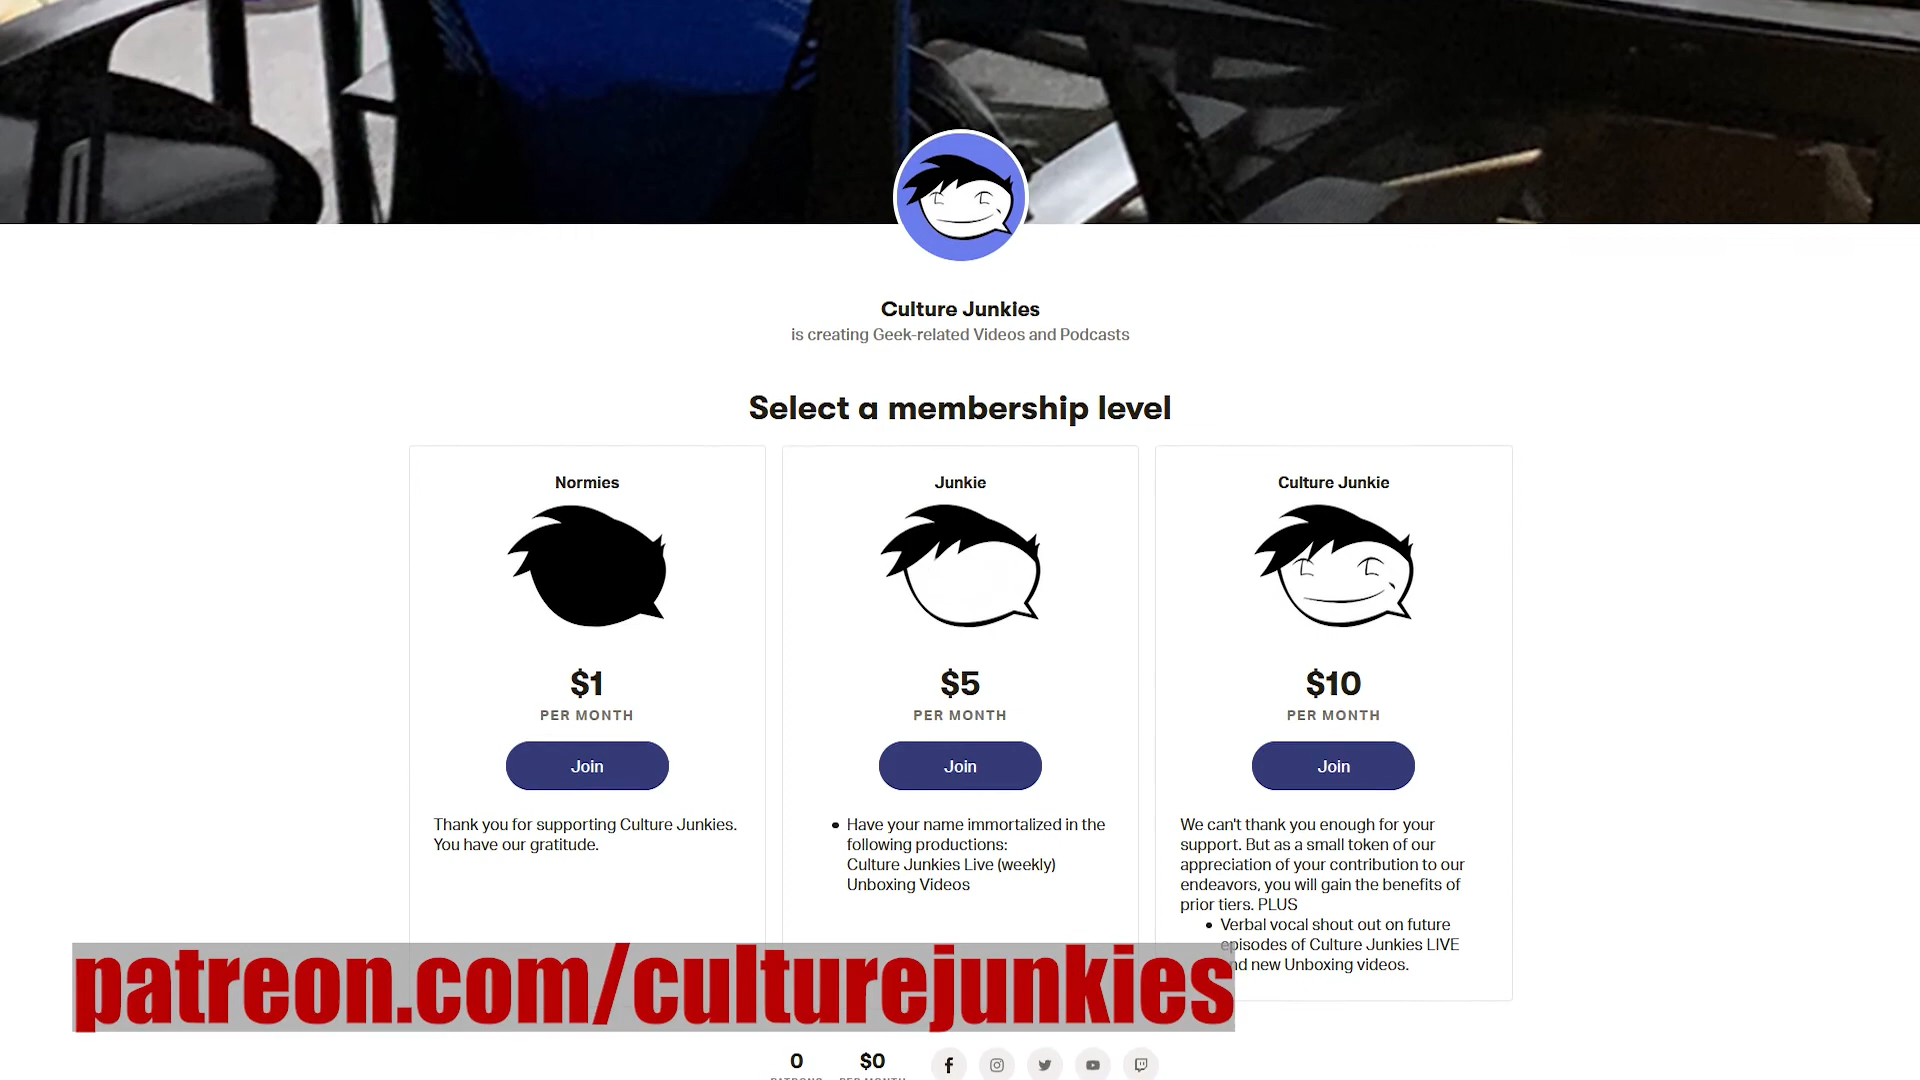 Culture Junkies
is creating Geek-related Videos and Podcasts
Select a membership level
Normies
$1
PER MONTH
Join
Thank you for supporting Culture Junkies.
You have our gratitude.
Junkie
$5
PER MONTH
Join
Have your name immortalized in the
following productions:
Culture Junkies Live (weekly)
Unboxing Videos
Culture Junkie
$10
PER MONTH
Join
We can't thank you enough for your
support. But as a small token of our
appreciation of your contribution to our
endeavors, you will gain the benefits of
prior tiers. PLUS
Verbal vocal shout out on future
episodes of Culture Junkies LIVE
and new Unboxing videos.
patreon.com/culturejunkies
0
PATRONS
$0
PER MONTH